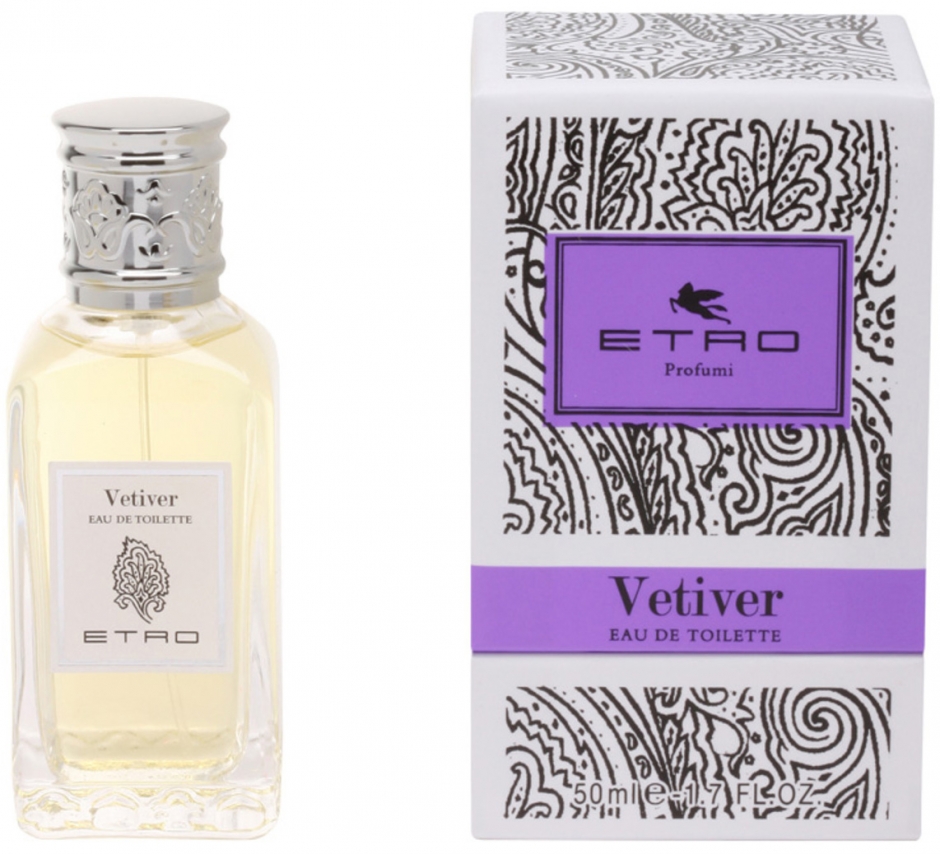 Vetiver
EAU DE TOILETTE
ETRO
ETRO
Profumi
Vetiver
EAU DE TOILETTE
50ml e-1.7 FL.OZ.